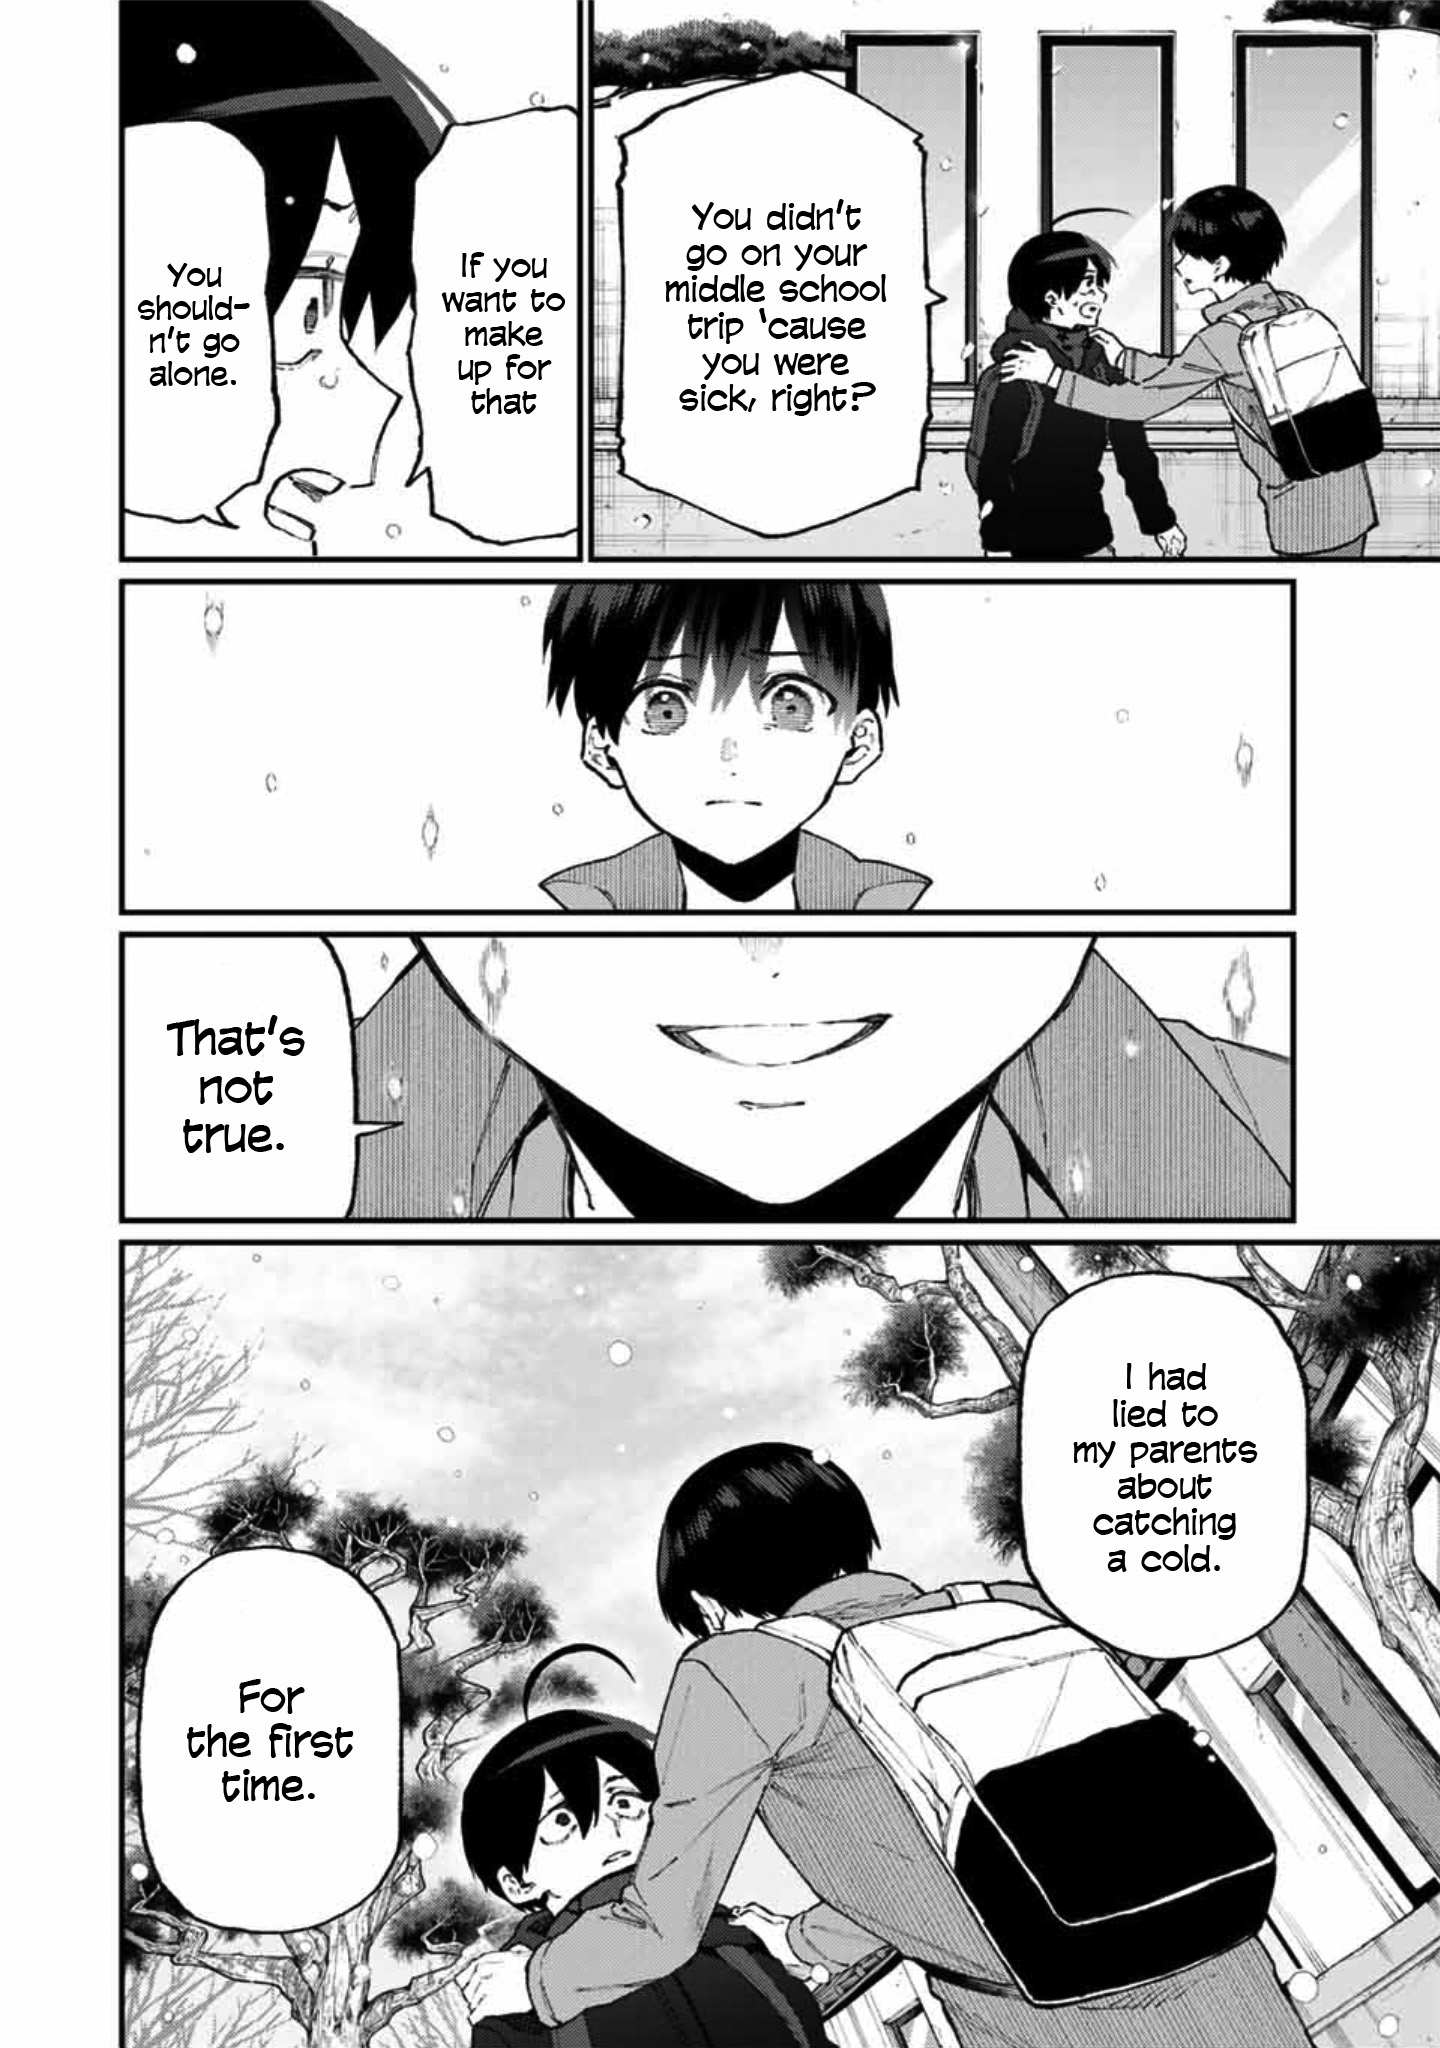 You didn't
go on your
middle school
trip 'cause
you were
sick, right?
If you
want to
make
up for
that
You
should-
n't go
alone.
That's
not
true.
I had
lied to
my parents
about
catching
a cold.
For
the first
time.